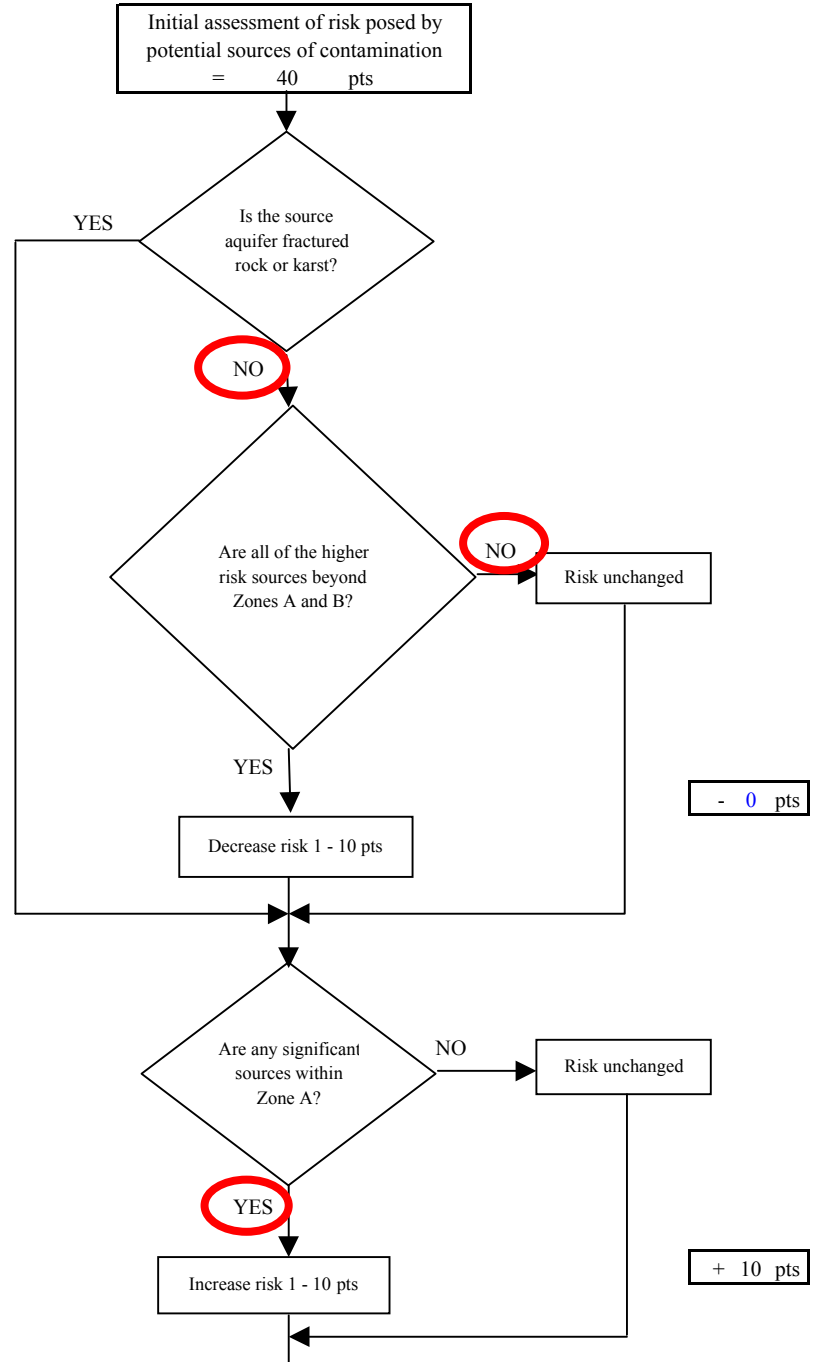 Initial assessment of risk posed by
potential sources of contamination
= 40 pts
YES
Is the source
aquifer fractured
rock or karst?
NO
Are all of the higher
risk sources beyond
Zones A and B?
NO
Risk unchanged
YES
- 0 pts
Decrease risk 1 - 10 pts
Are any significant
sources within
Zone A?
NO
Risk unchanged
YES
+ 10 pts
Increase risk 1 - 10 pts